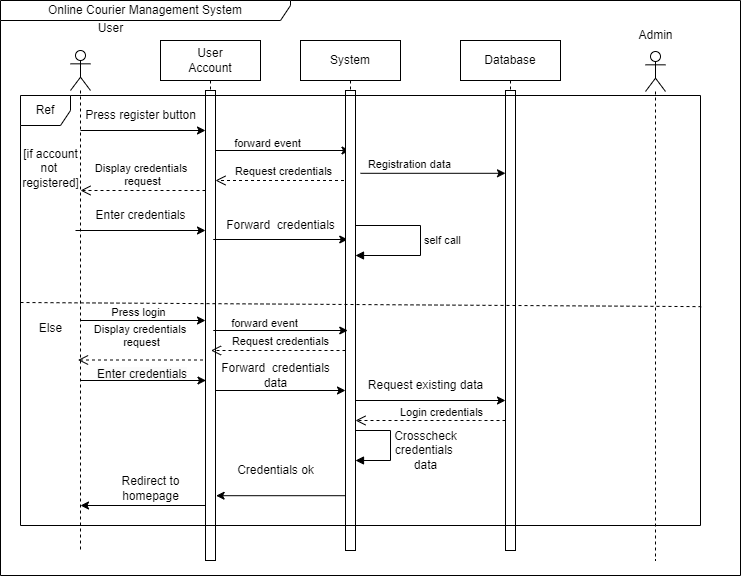 Online Courier Management System
User
User
Account
System
Database
Admin
Ref
Press register button
[if account
not
registered]
forward event
Display credentials
request
Request credentials
Registration data
Enter credentials
Forward  credentials
self call
Else
Press login
Display credentials
request
forward event
Request credentials
Enter credentials
Forward  credentials
data
Request existing data
Login credentials
Crosscheck
credentials
data
Credentials ok
Redirect to
homepage